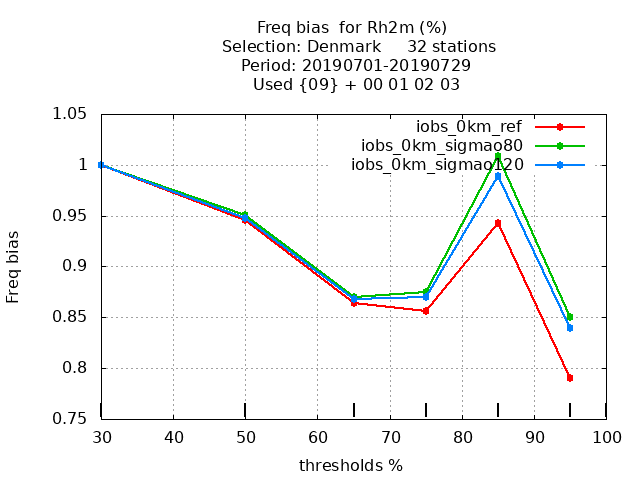 Freq bias  for Rh2m (%)
Selection: Denmark     32 stations
Period: 20190701-20190729
Used {09} + 00 01 02 03
1.05
1
0.95
0.9
0.85
0.8
0.75
Freq bias
iobs_0km_ref
iobs_0km_sigmao80
iobs_0km_sigmao120
30 40 50 60 70 80 90 100
thresholds %